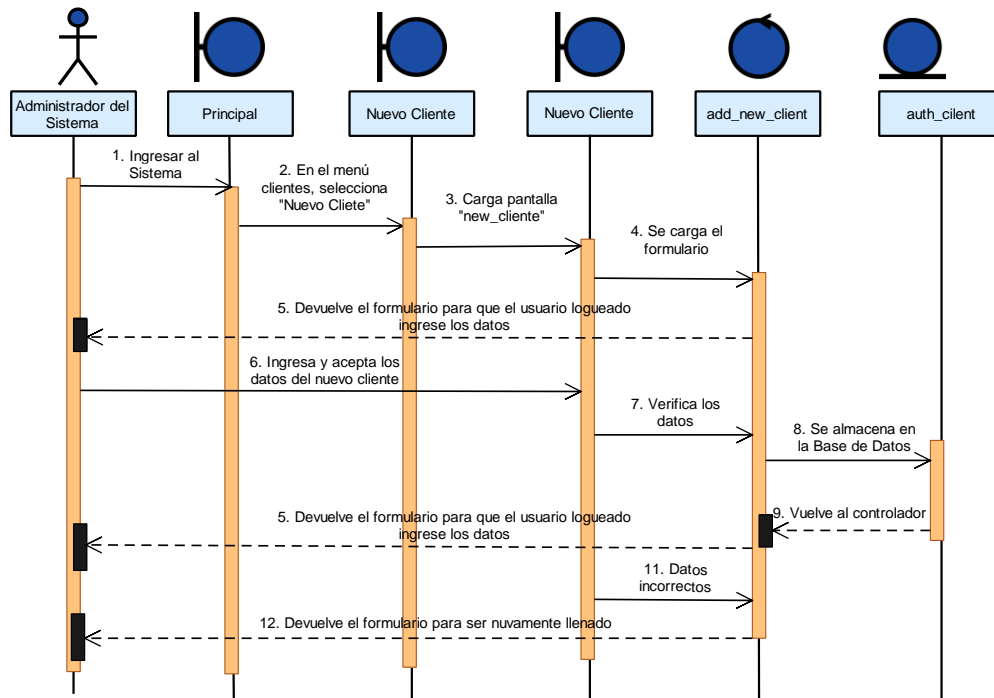 Administrador del
Sistema
Principal
Nuevo Cliente
Nuevo Cliente
add_new_client
auth_cilent
1. Ingresar al
Sistema
2. En el menú
clientes, selecciona
"Nuevo Cliete"
3. Carga pantalla
"new_cliente"
4. Se carga el
formulario
5. Devuelve el formulario para que el usuario logueado
ingrese los datos
6. Ingresa y acepta los
datos del nuevo cliente
7. Verifica los
datos
8. Se almacena en
la Base de Datos
9. Vuelve al controlador
5. Devuelve el formulario para que el usuario logueado
ingrese los datos
11. Datos
incorrectos
12. Devuelve el formulario para ser nuvamente llenado